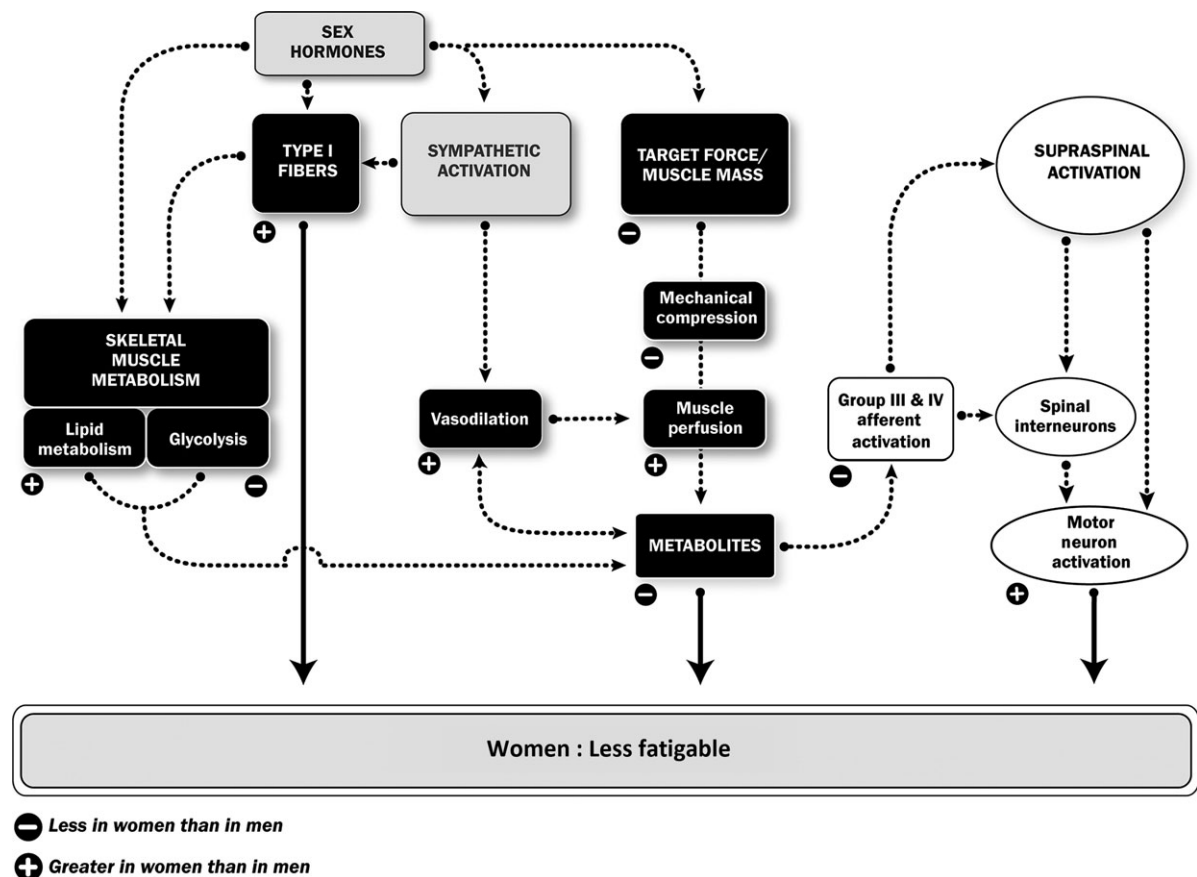 SEX
HORMONES
TYPE I
FIBERS
SYMPATHETIC
ACTIVATION
TARGET FORCE/
MUSCLE MASS
SUPRASPINAL
ACTIVATION
Mechanical
compression
SKELETAL
MUSCLE
METABOLISM
Lipid
metabolism
Glycolysis
Vasodilation
Muscle
perfusion
Group III & IV
afferent
activation
Spinal
interneurons
METABOLITES
Motor
neuron
activation
Women : Less fatigable
Less in women than in men
Greater in women than in men